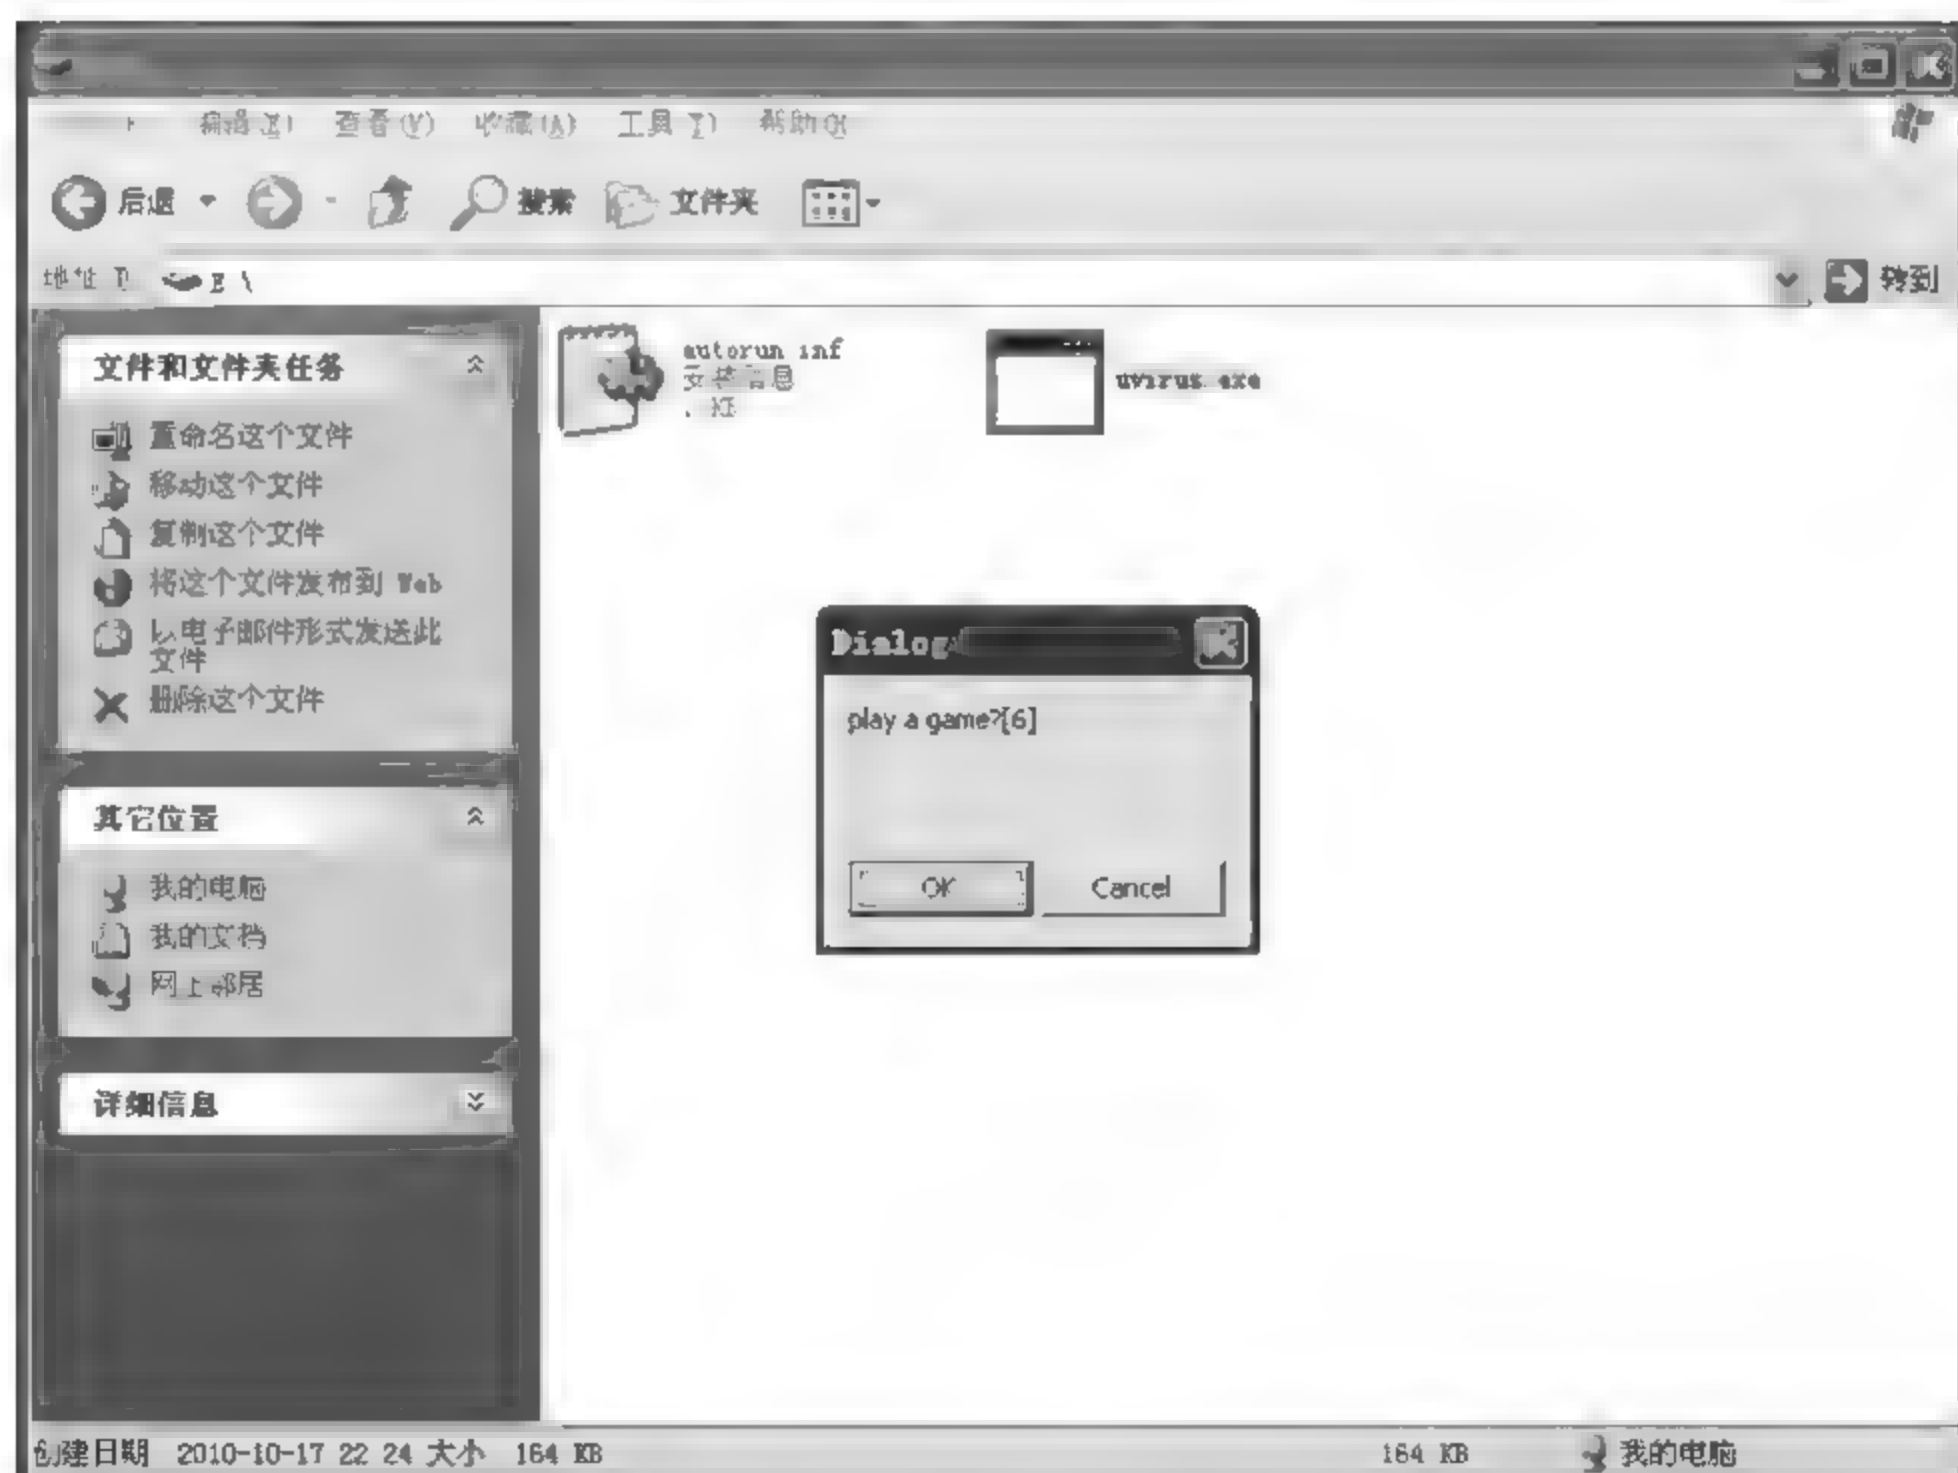 编辑(E) 查看(V) 收藏(A) 工具(T) 帮助(H)
后退 搜索 文件夹
地址(D) E:\ 转到
文件和文件夹任务
重命名这个文件
移动这个文件
复制这个文件
将这个文件发布到 Web
以电子邮件形式发送此
文件
删除这个文件
其它位置
我的电脑
我的文档
网上邻居
详细信息
autorun.inf
安装信息
KB
uvirus.exe
Dialog
play a game?[6]
OK Cancel
创建日期 2010-10-17 22 24 大小 164 KB 164 KB 我的电脑